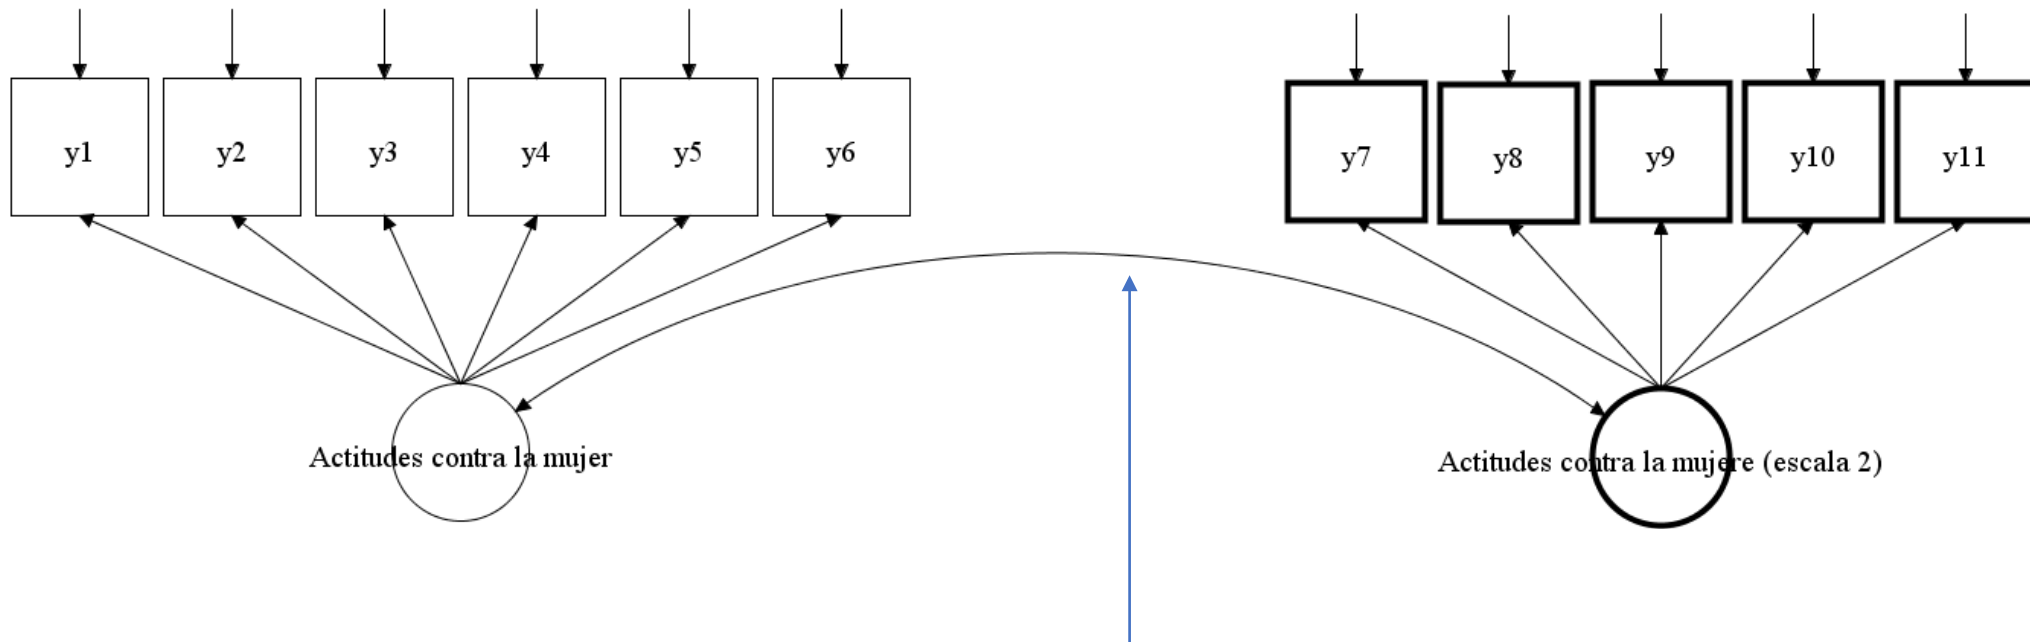 y1 y2 y3 y4 y5 y6
y7 y8 y9 y10 y11
Actitudes contra la mujer
Actitudes contra la mujere (escala 2)